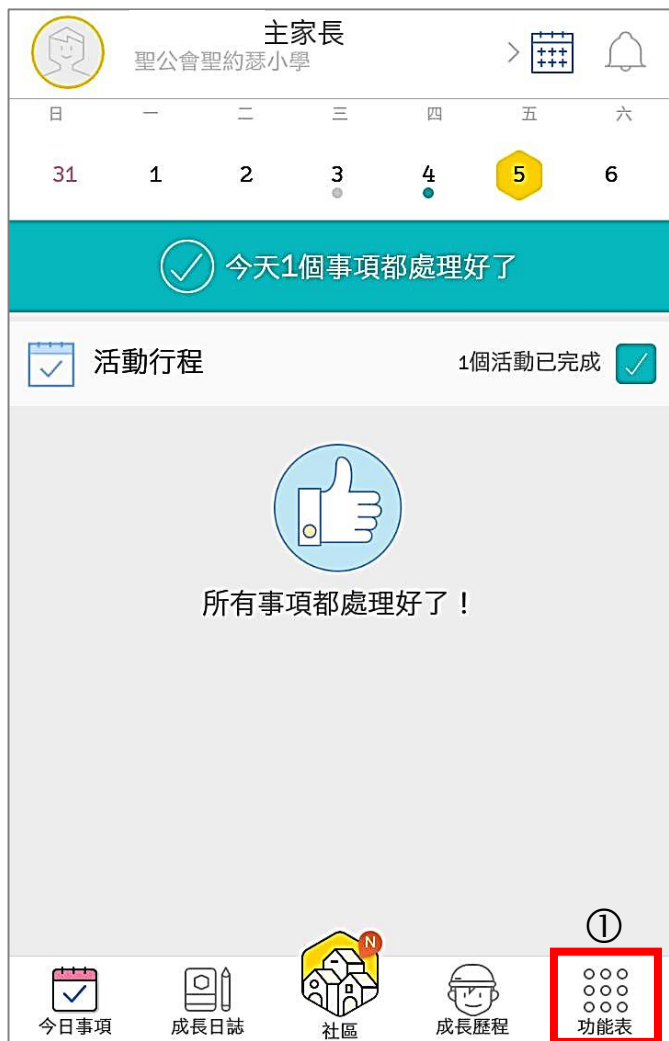 主家長
聖公會聖約瑟小學 >
日 一 二 三 四 五 六
31 1 2 3 4 5 6
今天1個事項都處理好了
活動行程 1個活動已完成
所有事項都處理好了！
①
N
今日事項 成長日誌 社區 成長歷程 功能表